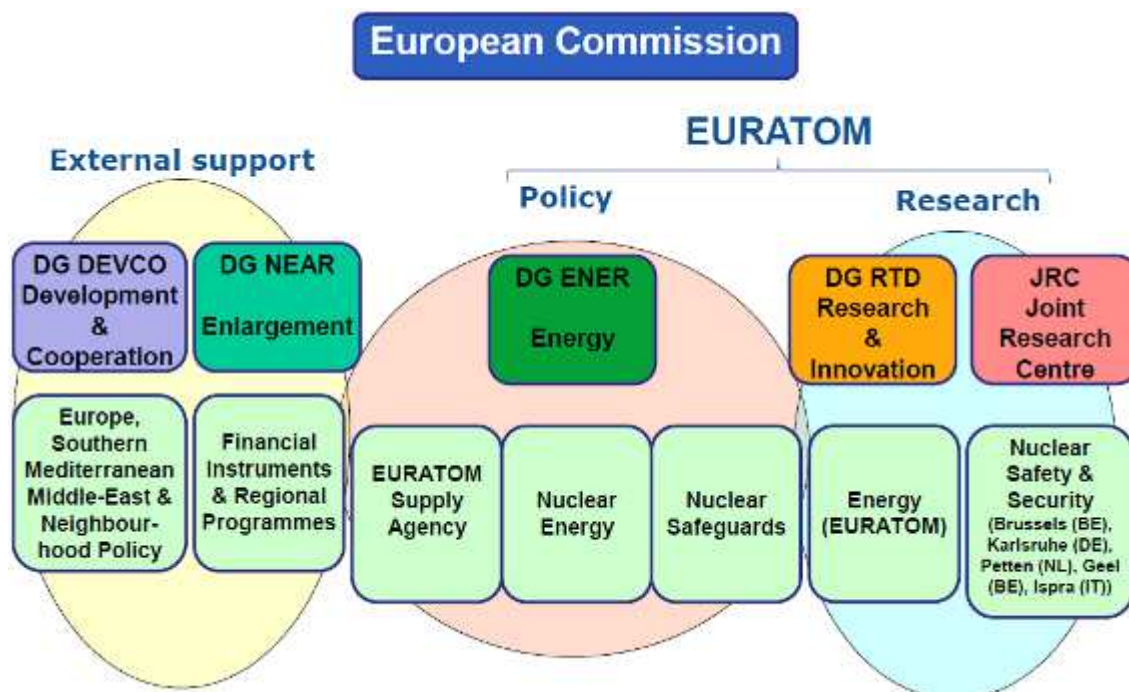 European Commission
EURATOM
External support
Policy
Research
DG DEVCO
Development
&
Cooperation
DG NEAR
Enlargement
DG ENER
Energy
DG RTD
Research
&
Innovation
JRC
Joint
Research
Centre
Europe,
Southern
Mediterranean
Middle-East &
Neighbour-
hood Policy
Financial
Instruments
& Regional
Programmes
EURATOM
Supply
Agency
Nuclear
Energy
Nuclear
Safeguards
Energy
(EURATOM)
Nuclear
Safety &
Security
(Brussels (BE),
Karlsruhe (DE),
Petten (NL), Geel
(BE), Ispra (IT))